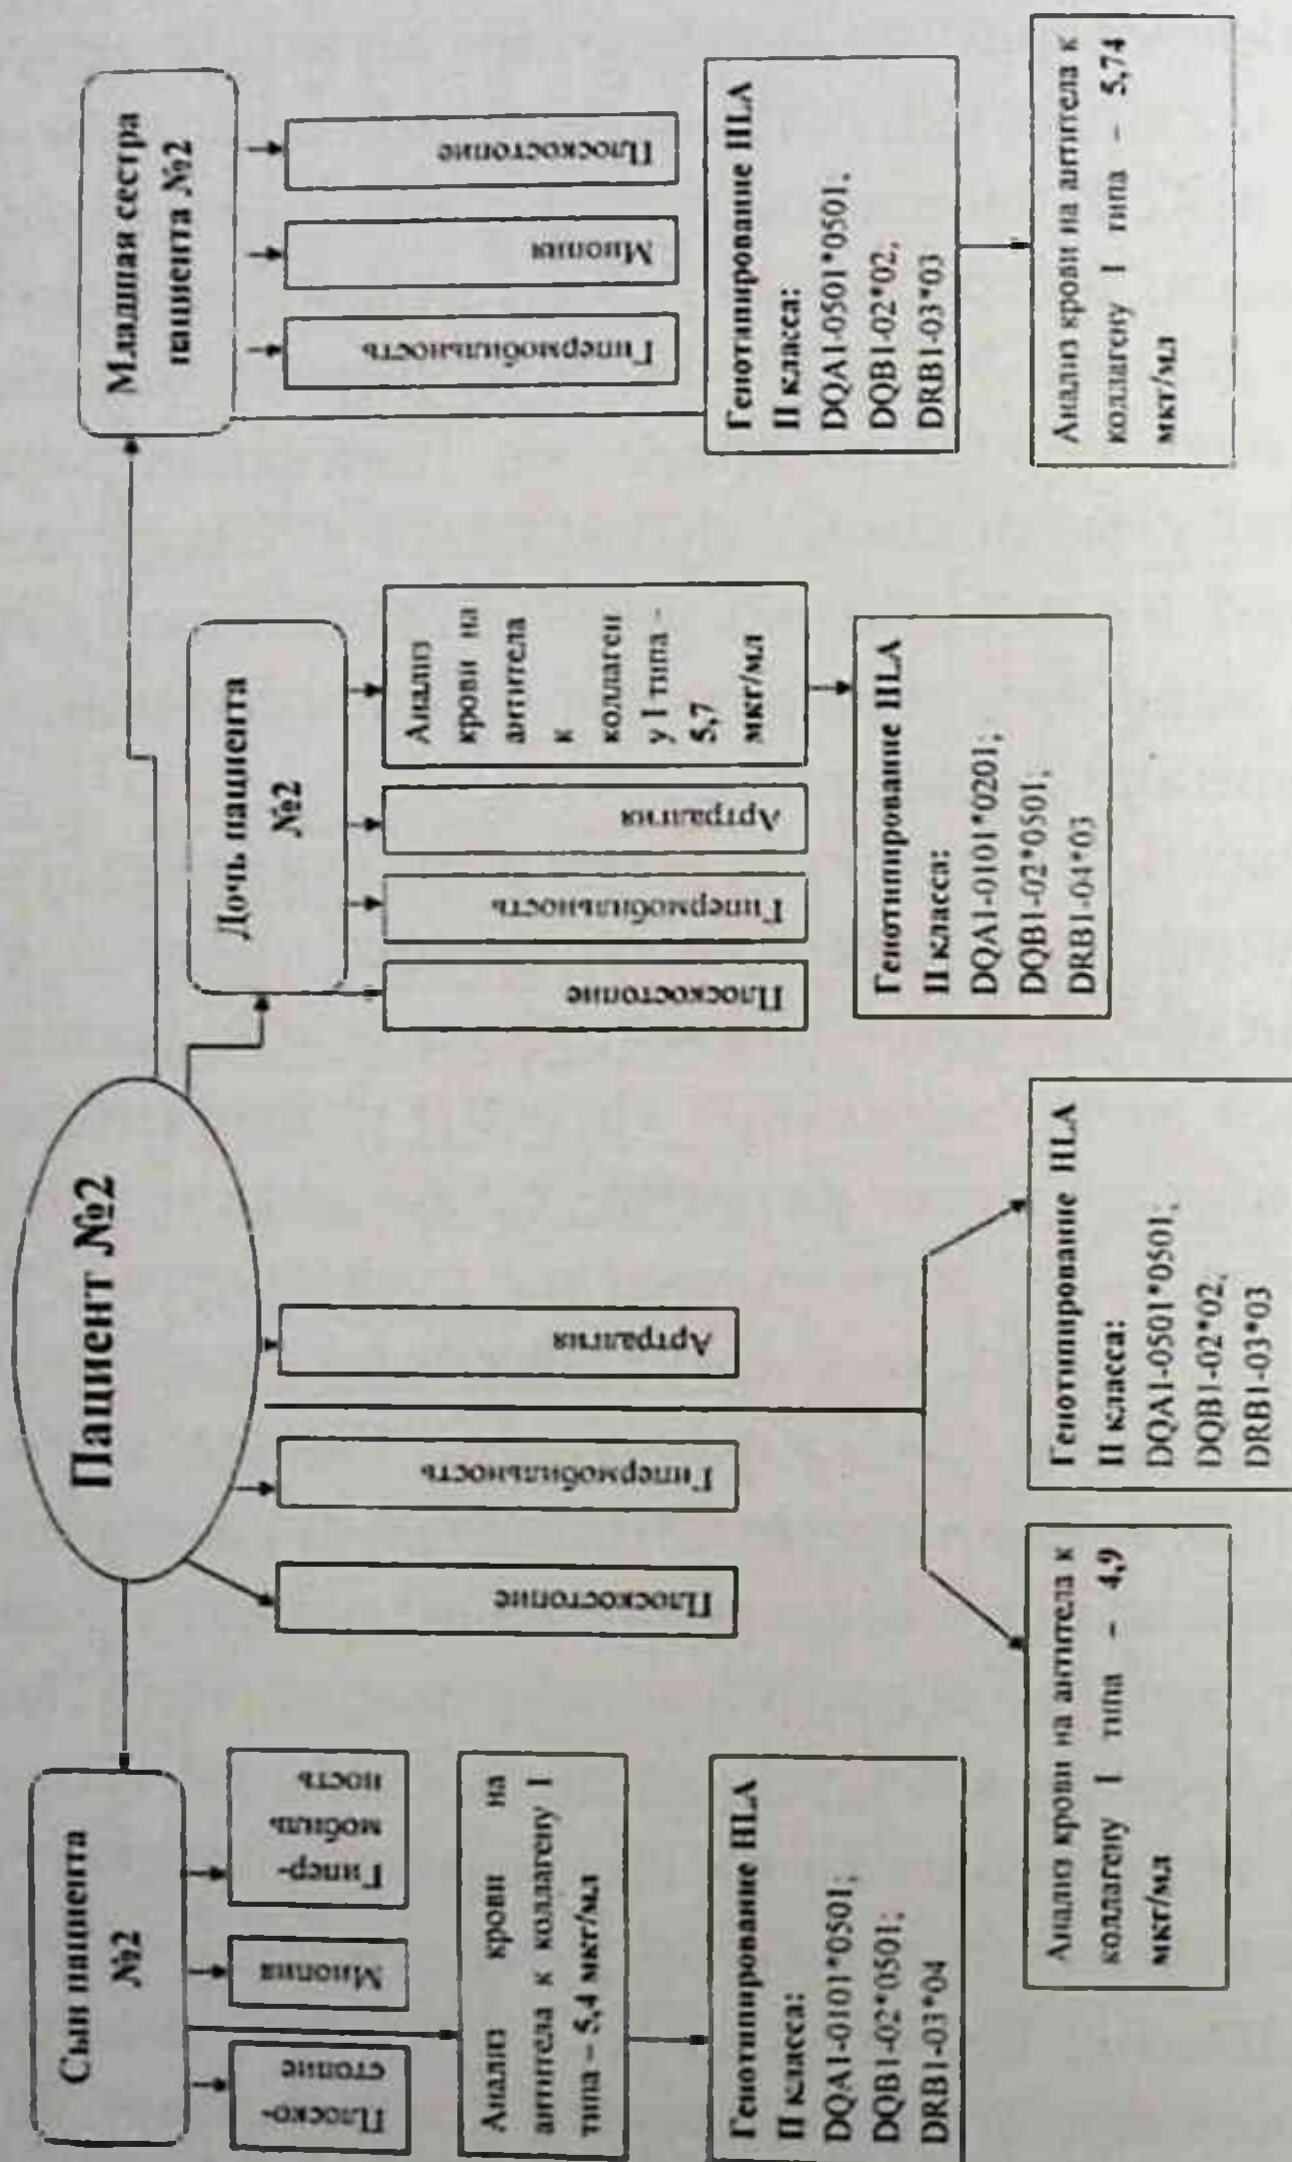 Пациент №2
Сын пациента
№2
Плоско-
стопие
Миопия
Гипер-
мобиль
ность
Анализ крови на
антитела к коллагену I
типа – 5,4 мкг/мл
Генотипирование HLA
II класса:
DQA1-0101*0501;
DQB1-02*0501;
DRB1-03*04
Плоскостопие
Гипермобильность
Артралгия
Анализ крови на антитела к
коллагену I типа – 4,9
мкг/мл
Генотипирование HLA
II класса:
DQA1-0501*0501;
DQB1-02*02,
DRB1-03*03
Дочь пациента
№2
Плоскостопие
Гипермобильность
Артралгия
Анализ
крови на
антитела
к
коллаген
у I типа -
5,7
мкг/мл
Генотипирование HLA
II класса:
DQA1-0101*0201;
DQB1-02*0501;
DRB1-04*03
Младшая сестра
пациента №2
Гипермобильность
Миопия
Плоскостопие
Генотипирование HLA
II класса:
DQA1-0501*0501,
DQB1-02*02,
DRB1-03*03
Анализ крови на антитела к
коллагену I типа – 5,74
мкг/мл